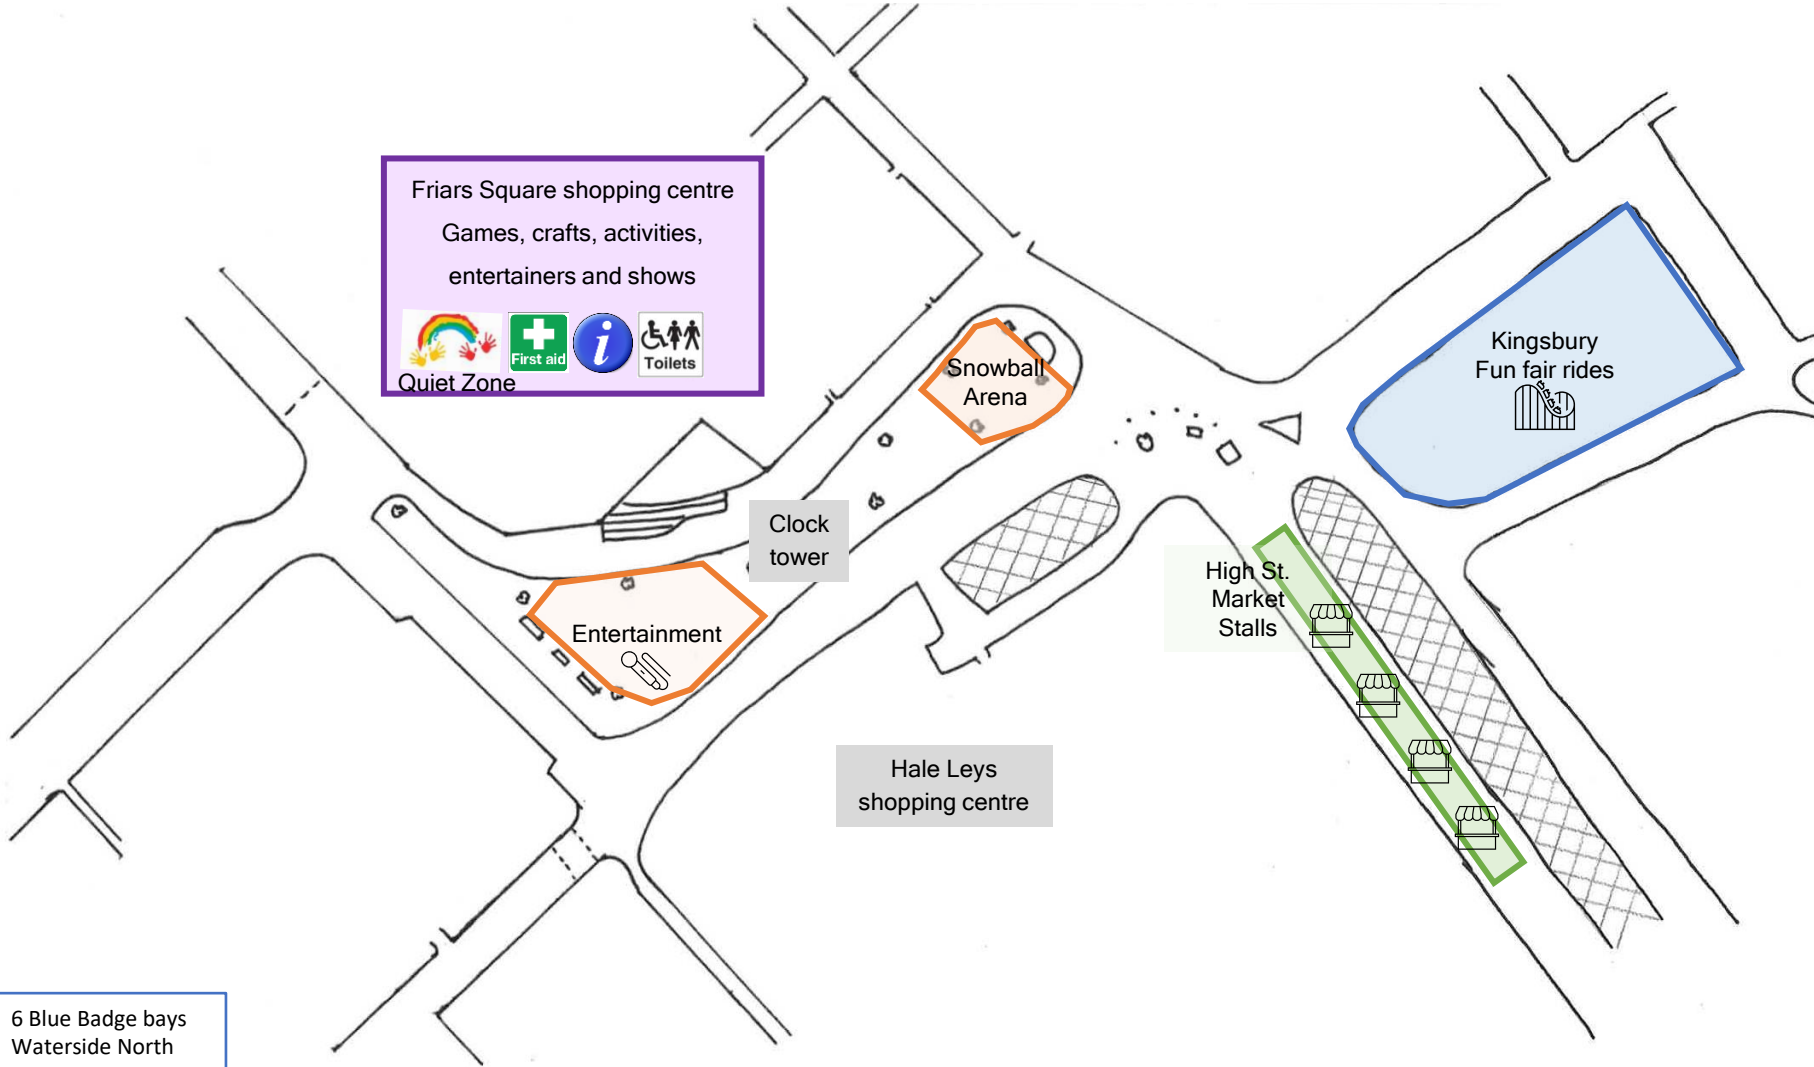 Friars Square shopping centre
Games, crafts, activities,
entertainers and shows
First aid
i
Toilets
Quiet Zone
Snowball
Arena
Kingsbury
Fun fair rides
Clock
tower
High St.
Market
Stalls
Entertainment
Hale Leys
shopping centre
6 Blue Badge bays
Waterside North